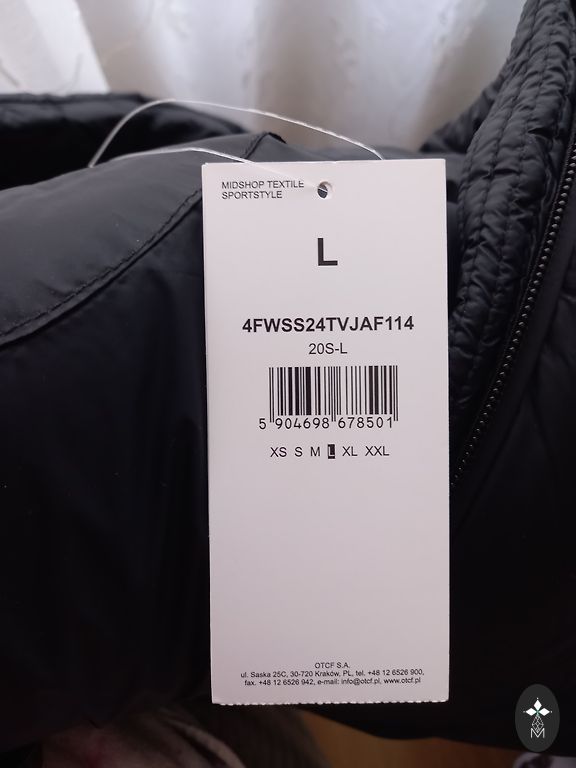 MIDSHOP TEXTILE
SPORTSTYLE
L
4FWSS24TVJAF114
20S-L
5 904698 678501
XS S M L XL XXL
OTCF S.A.
ul. Saska 25C, 30-720 Kraków, PL, tel. +48 12 6526 900,
fax. +48 12 6526 942, e-mail: info@otcf.pl, www.otcf.pl
M